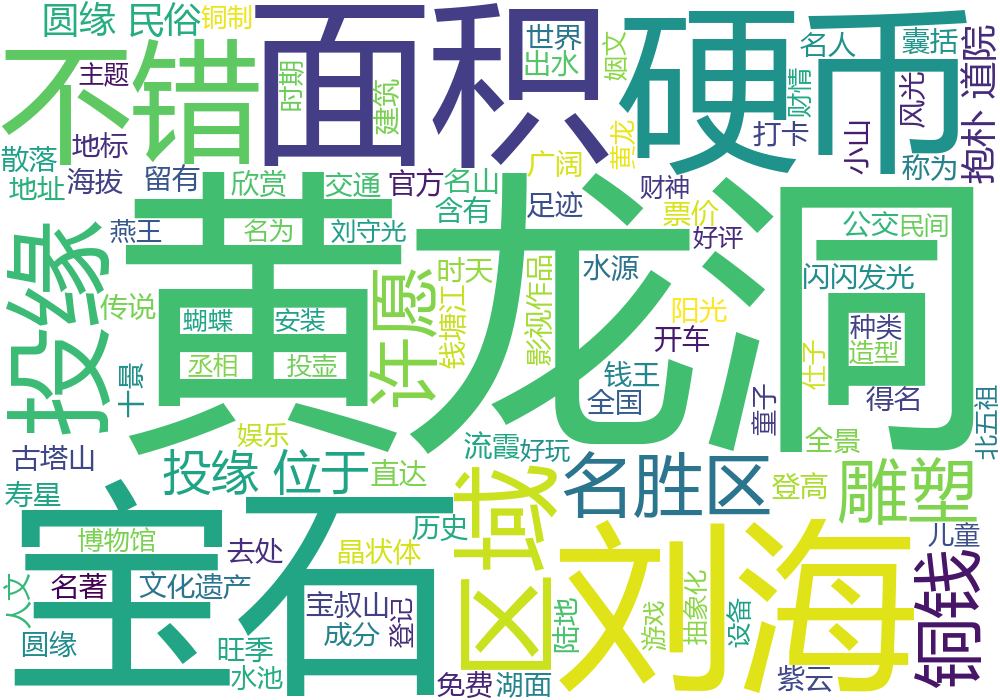 圆缘 民俗 铜制
不错
面积
硬币
世界
出水
姻文
名人
囊括
财情
风光
抱朴 道院
主题
时期
建筑
地标
散落
地址
海拔
留有
欣赏
交通
官方
名山
广阔
黄龙
打卡
小山
称为
含有
足迹
财神
票价
好评
黄龙洞
投缘
燕王
名为
刘守光
公交
民间
传说
蝴蝶
安装
许愿
时天
钱塘江
影视作品
水源
阳光
开车
闪闪发光
种类
造型
丞相
投壶
十景
钱王
全国
仕子
童子
得名
北五祖
娱乐
流霞
好玩
全景
古塔山
投缘 位于
直达
名胜区
登高
雕塑
寿星
宝石
区域
刘海
铜钱
历史
博物馆
去处
晶状体
儿童
名著
文化遗产
人文
宝叔山
成分
登记
陆地
游戏
抽象化
设备
圆缘
旺季
水池
免费
湖面
紫云